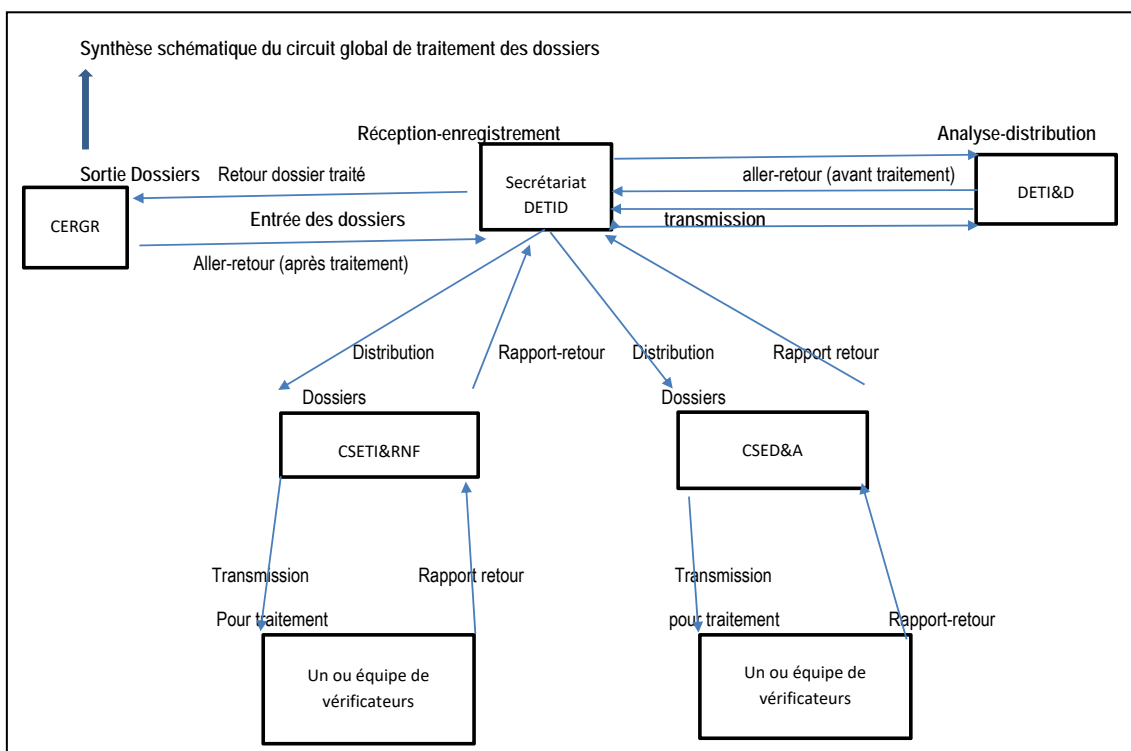 Synthèse schématique du circuit global de traitement des dossiers
Réception-enregistrement
Analyse-distribution
Sortie Dossiers
Retour dossier traité
Secrétariat
DETID
aller-retour (avant traitement)
DETI&D
CERGR
Entrée des dossiers
transmission
Aller-retour (après traitement)
Distribution
Rapport-retour
Distribution
Rapport retour
Dossiers
Dossiers
CSETI&RNF
CSED&A
Transmission
Rapport retour
Transmission
Pour traitement
pour traitement
Rapport-retour
Un ou équipe de
vérificateurs
Un ou équipe de
vérificateurs